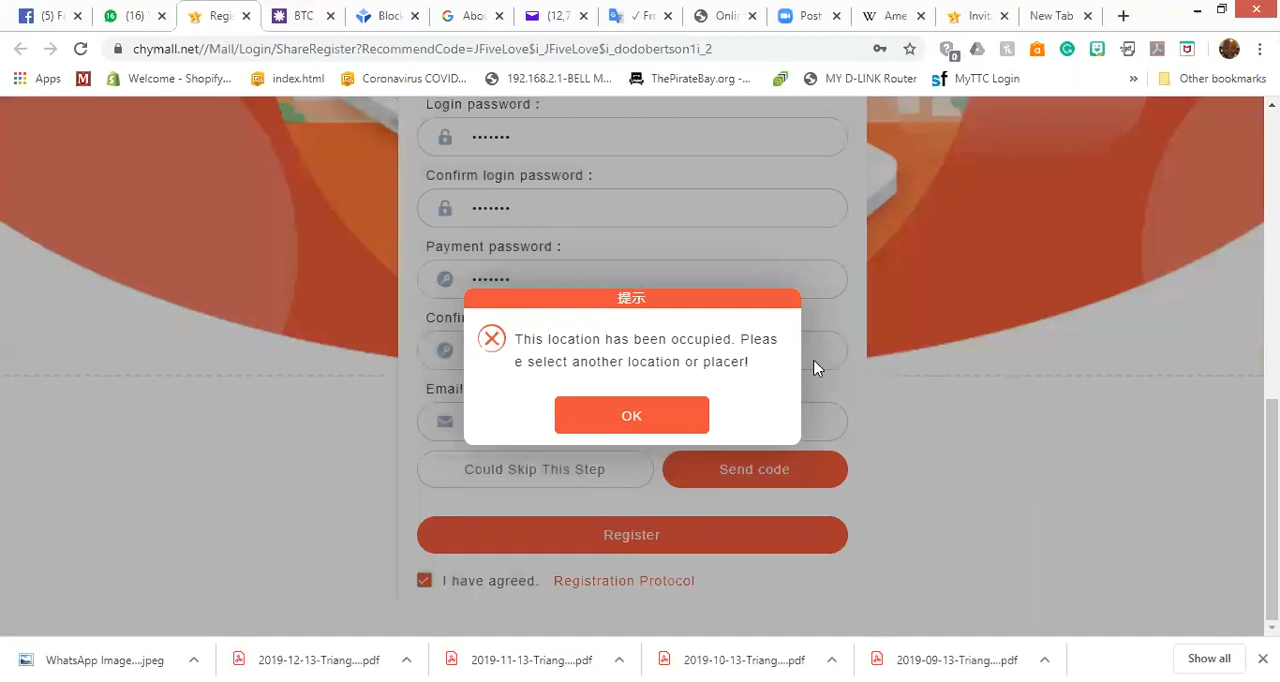 (5) Fa
(16)
Regi
BTC
Block
Abou
(12,7
✓ Fre
Onlin
Post
W Ame
Invit
New Tab
chymall.net//Mall/Login/ShareRegister?RecommendCode=JFiveLove$i_JFiveLove$i_dodobertson1i_2
Apps
Welcome - Shopify...
index.html
Coronavirus COVID...
192.168.2.1-BELL M...
ThePirateBay.org -...
MY D-LINK Router
sf MyTTC Login
»
Other bookmarks
Login password :
•••••••
Confirm login password :
•••••••
Payment password :
•••••••
提示
Confi
This location has been occupied. Pleas
e select another location or placer!
Email
OK
Could Skip This Step
Send code
Register
I have agreed. Registration Protocol
WhatsApp Image....jpeg
2019-12-13-Triang....pdf
2019-11-13-Triang....pdf
2019-10-13-Triang....pdf
2019-09-13-Triang....pdf
Show all